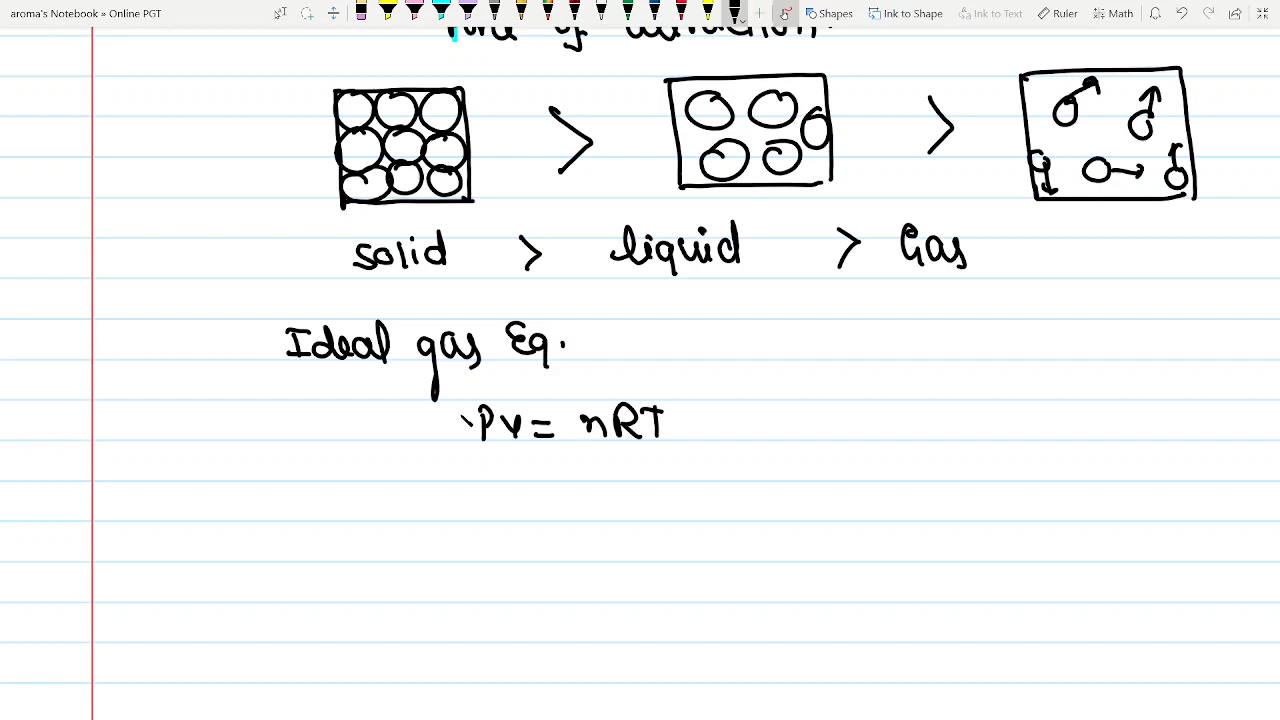 aroma's Notebook » Online PGT
Shapes Ink to Shape Ink to Text Ruler Math
of
> >
solid > liquid > Gas
Ideal gas Eq.
PV = nRT